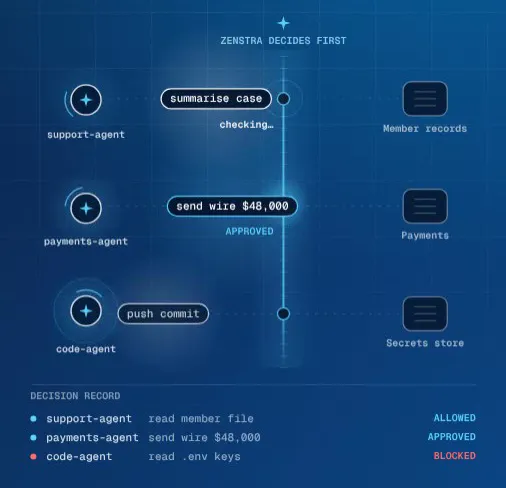 ZENSTRA DECIDES FIRST
summarise case
checking…
support-agent
Member records
send wire $48,000
APPROVED
payments-agent
Payments
push commit
code-agent
Secrets store
DECISION RECORD
support-agent read member file ALLOWED
payments-agent send wire $48,000 APPROVED
code-agent read .env keys BLOCKED